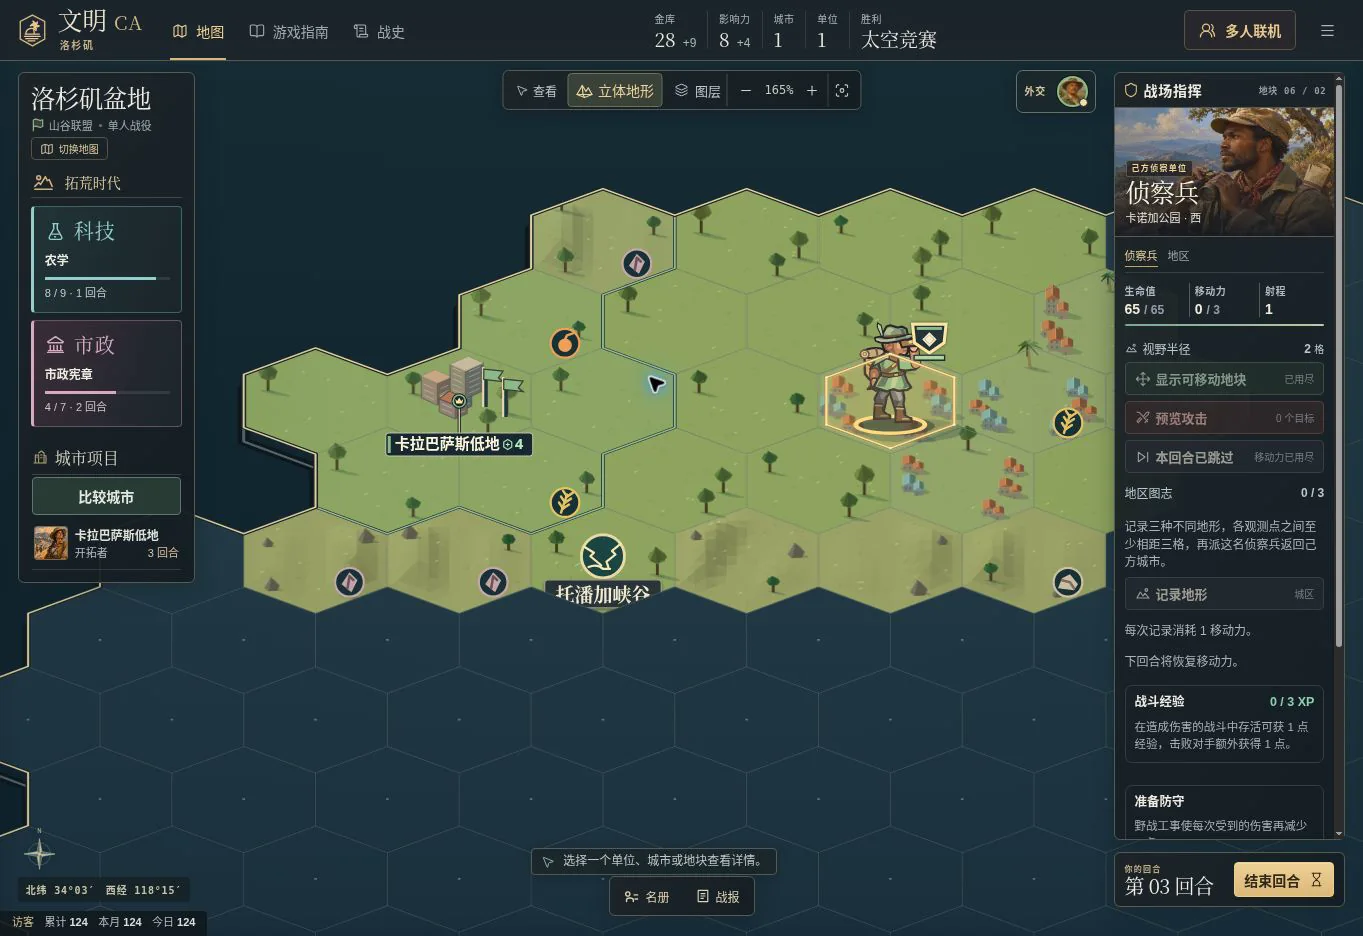 文明 CA
洛杉矶
地图
游戏指南
战史
金库
28 +9
影响力
8 +4
城市
1
单位
1
胜利
太空竞赛
多人联机
洛杉矶盆地
山谷联盟 • 单人战役
切换地图
拓荒时代
科技
农学
8 / 9 · 1 回合
市政
市政宪章
4 / 7 · 2 回合
城市项目
比较城市
卡拉巴萨斯低地
开拓者
3 回合
查看
立体地形
图层
− 165% +
外交
卡拉巴萨斯低地 4
托潘加峡谷
战场指挥
地块 06 / 02
己方侦察单位
侦察兵
卡诺加公园 · 西
侦察兵
地区
生命值
65 / 65
移动力
0 / 3
射程
1
视野半径
2 格
显示可移动地块
已用尽
预览攻击
0 个目标
本回合已跳过
移动力已用尽
地区图志
0 / 3
记录三种不同地形，各观测点之间至
少相距三格，再派这名侦察兵返回己
方城市。
记录地形
城区
每次记录消耗 1 移动力。
下回合将恢复移动力。
战斗经验
0 / 3 XP
在造成伤害的战斗中存活可获 1 点
经验，击败对手额外获得 1 点。
准备防守
野战工事使每次受到的伤害再减少
你的回合
第 03 回合
结束回合
选择一个单位、城市或地块查看详情。
名册
战报
N
北纬 34°03′ 西经 118°15′
访客 累计 124 本月 124 今日 124